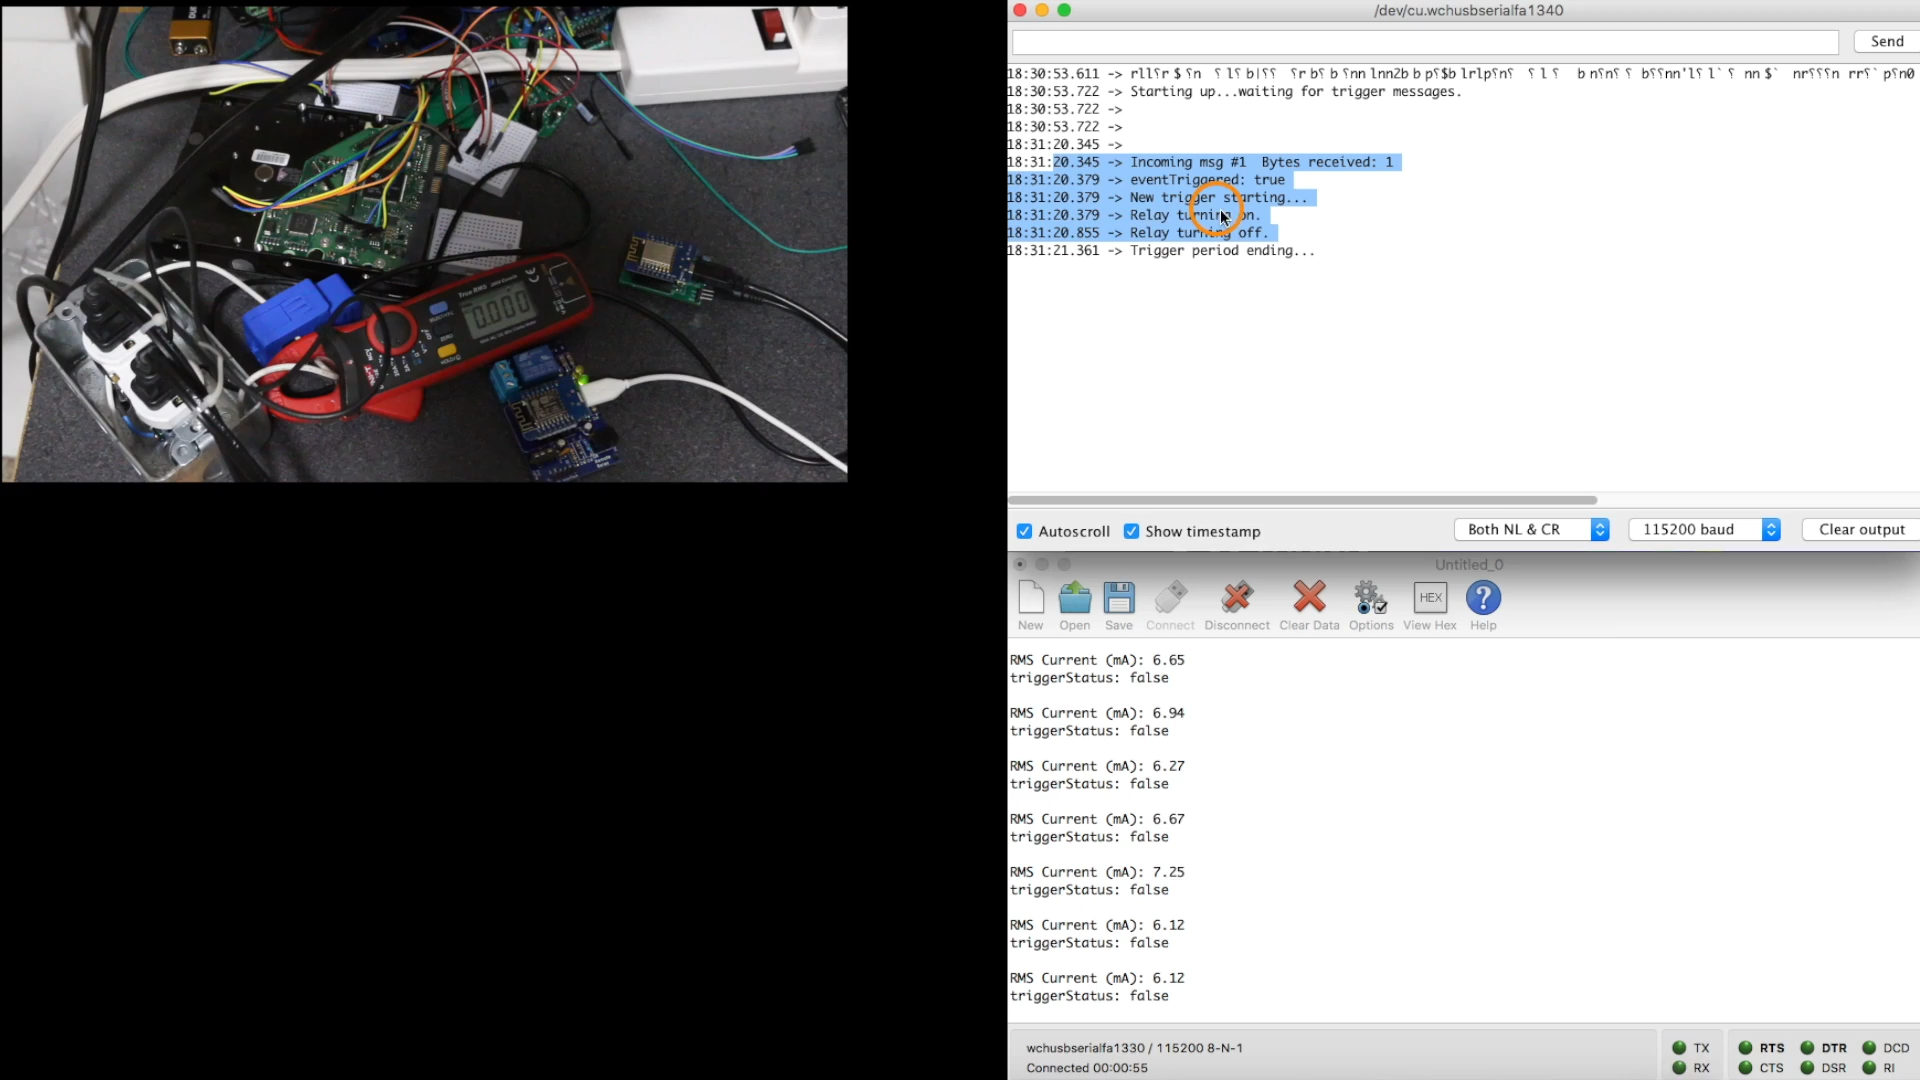 /dev/cu.wchusbserialfa1340
Send
18:30:53.611 ->
18:30:53.722 -> Starting up...waiting for trigger messages.
18:30:53.722 ->
18:30:53.722 ->
18:31:20.345 ->
18:31:20.345 -> Incoming msg #1  Bytes received: 1
18:31:20.379 -> eventTriggered: true
18:31:20.379 -> New trigger starting...
18:31:20.379 -> Relay turning on.
18:31:20.855 -> Relay turning off.
18:31:21.361 -> Trigger period ending...
Autoscroll Show timestamp Both NL & CR 115200 baud Clear output
Untitled_0
HEX ?
New Open Save Connect Disconnect Clear Data Options View Hex Help
RMS Current (mA): 6.65
triggerStatus: false
RMS Current (mA): 6.94
triggerStatus: false
RMS Current (mA): 6.27
triggerStatus: false
RMS Current (mA): 6.67
triggerStatus: false
RMS Current (mA): 7.25
triggerStatus: false
RMS Current (mA): 6.12
triggerStatus: false
RMS Current (mA): 6.12
triggerStatus: false
wchusbserialfa1330 / 115200 8-N-1
Connected 00:00:55
TX RTS DTR DCD
RX CTS DSR RI
True RMS
0.000